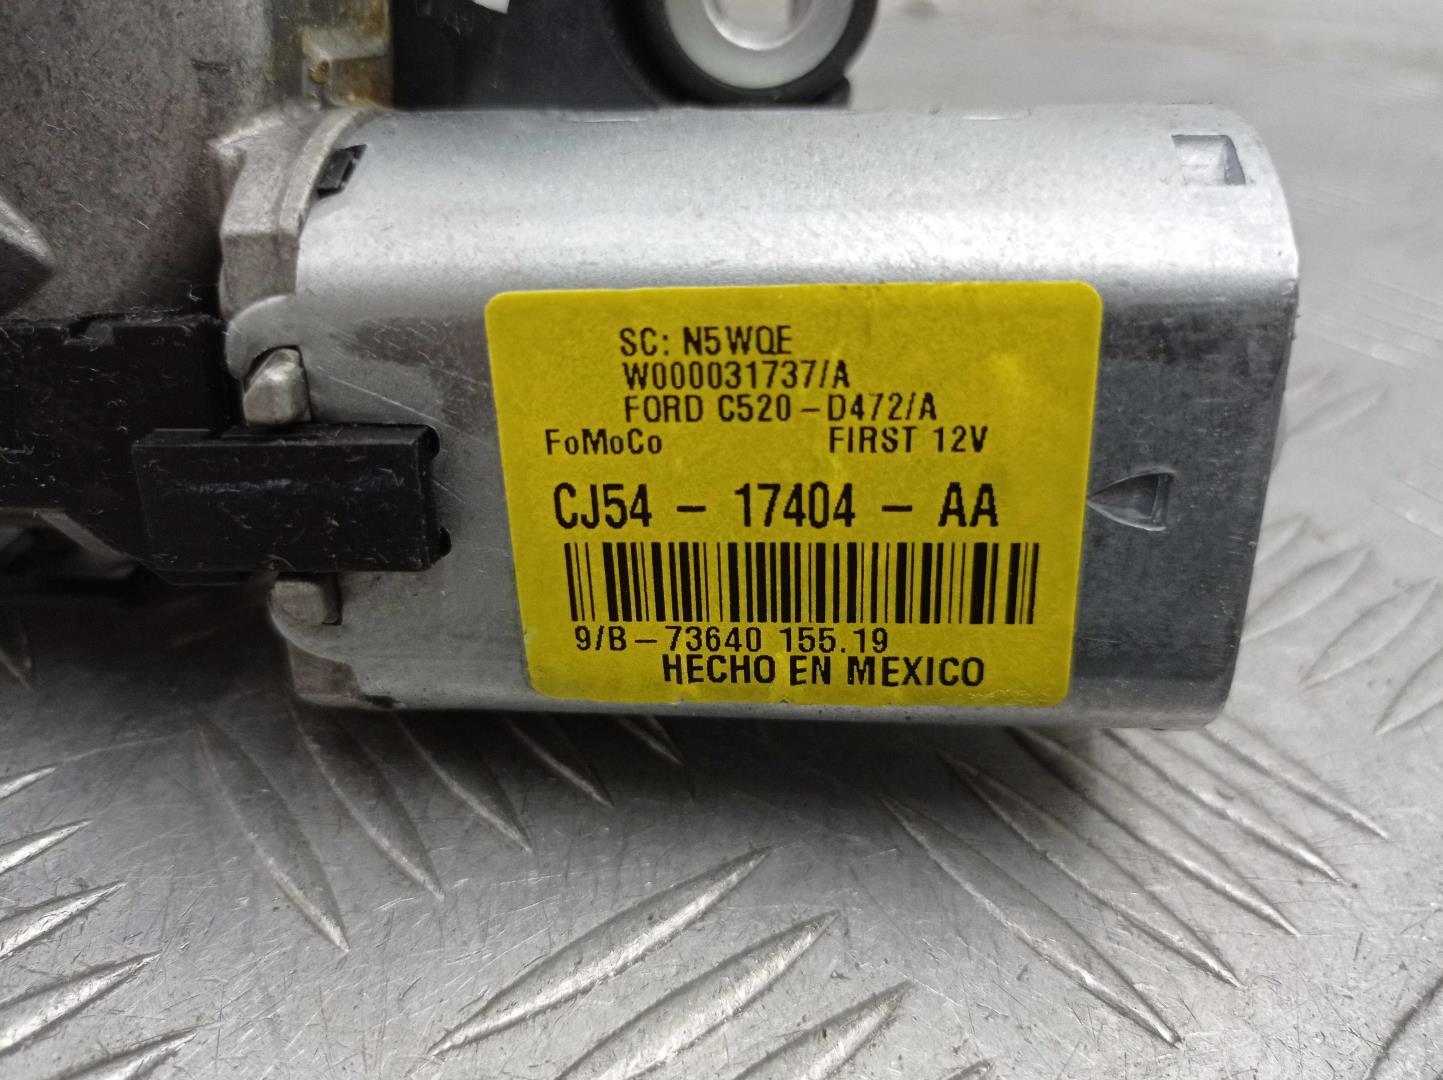 SC: N5WQE
W000031737/A
FORD C520-D472/A
FoMoCo FIRST 12V
CJ54 - 17404 - AA
9/B-73640 155.19
HECHO EN MEXICO